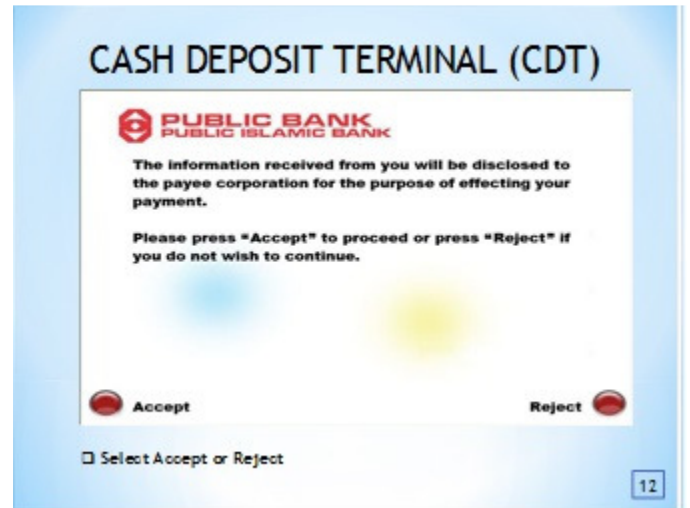 CASH DEPOSIT TERMINAL (CDT)
PUBLIC BANK
PUBLIC ISLAMIC BANK
The information received from you will be disclosed to
the payee corporation for the purpose of effecting your
payment.
Please press "Accept" to proceed or press "Reject" if
you do not wish to continue.
Accept
Reject
❑ Select Accept or Reject
12